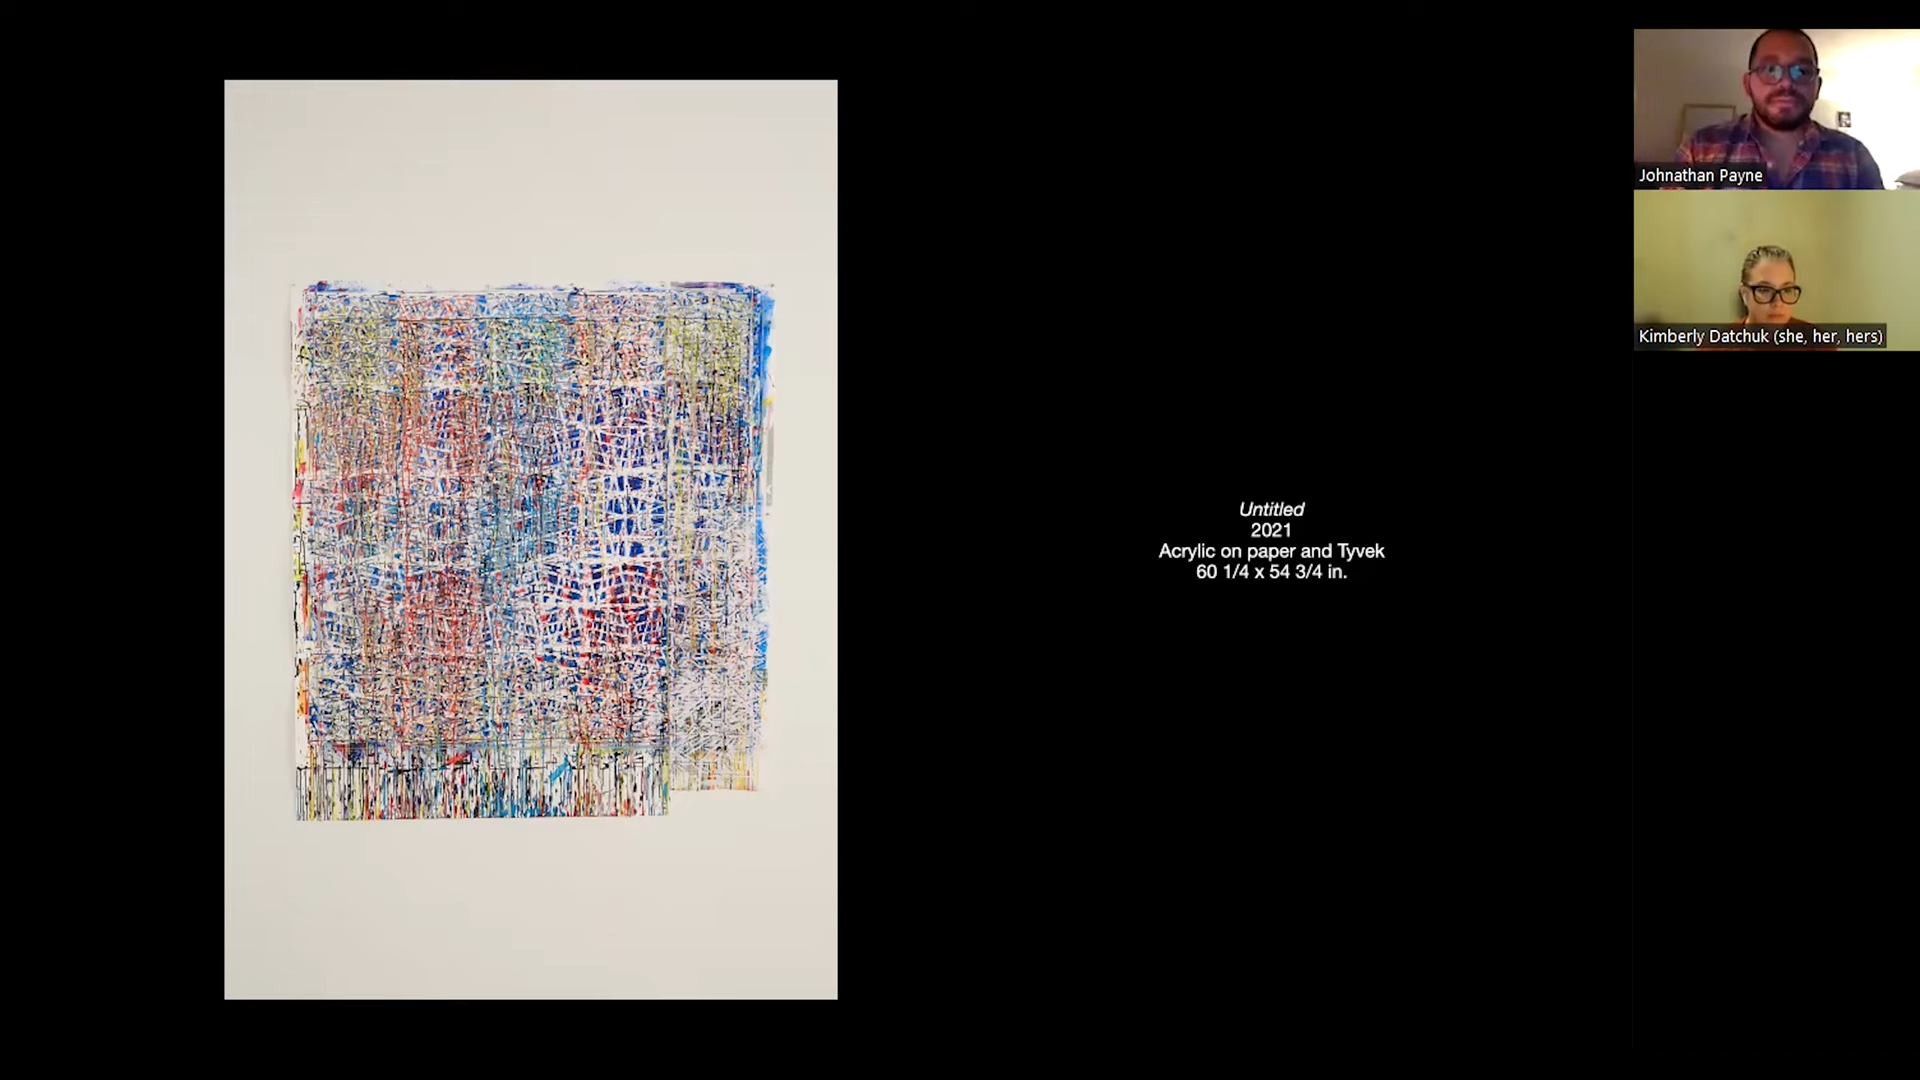 Untitled
2021
Acrylic on paper and Tyvek
60 1/4 x 54 3/4 in.
Johnathan Payne
Kimberly Datchuk (she, her, hers)